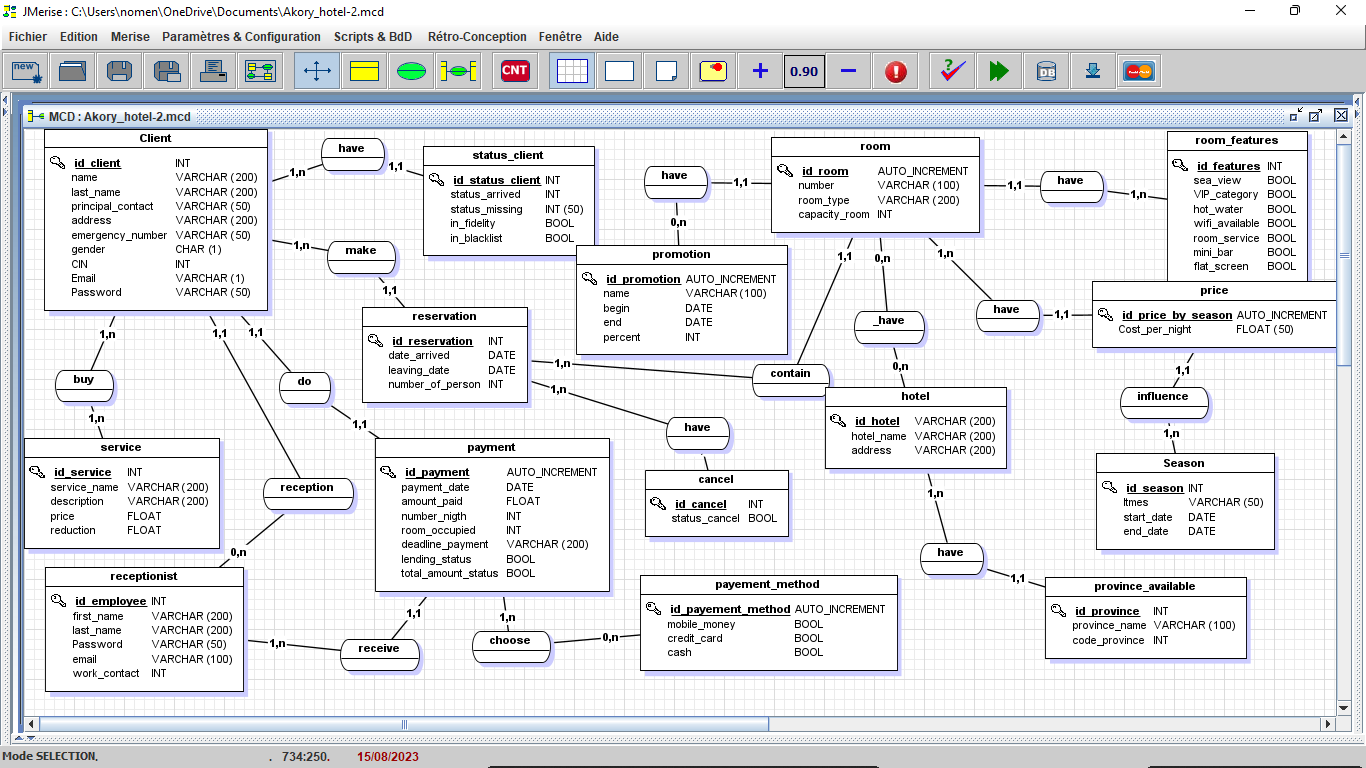 JMerise : C:\Users\nomen\OneDrive\Documents\Akory_hotel-2.mcd
Fichier Edition Merise Paramètres & Configuration Scripts & BdD Rétro-Conception Fenêtre Aide
new CNT 0.90 DB
MCD : Akory_hotel-2.mcd
Client
id_client INT
name VARCHAR (200)
last_name VARCHAR (200)
principal_contact VARCHAR (50)
address VARCHAR (200)
emergency_number VARCHAR (50)
gender CHAR (1)
CIN INT
Email VARCHAR (1)
Password VARCHAR (50)
1,n
have
1,1
status_client
id_status_client INT
status_arrived INT
status_missing INT (50)
in_fidelity BOOL
in_blacklist BOOL
have
1,1
0,n
room
id_room AUTO_INCREMENT
number VARCHAR (100)
room_type VARCHAR (200)
capacity_room INT
1,1
have
1,n
room_features
id_features INT
sea_view BOOL
VIP_category BOOL
hot_water BOOL
wifi_available BOOL
room_service BOOL
mini_bar BOOL
flat_screen BOOL
1,n
make
1,1
promotion
id_promotion AUTO_INCREMENT
name VARCHAR (100)
begin DATE
end DATE
percent INT
1,1
0,n
1,n
have
1,1
price
id_price_by_season AUTO_INCREMENT
Cost_per_night FLOAT (50)
reservation
id_reservation INT
date_arrived DATE
leaving_date DATE
number_of_person INT
_have
0,n
1,n
contain
1,n
have
1,1
influence
1,n
1,n
buy
1,n
1,1
1,1
do
1,1
hotel
id_hotel VARCHAR (200)
hotel_name VARCHAR (200)
address VARCHAR (200)
service
id_service INT
service_name VARCHAR (200)
description VARCHAR (200)
price FLOAT
reduction FLOAT
payment
id_payment AUTO_INCREMENT
payment_date DATE
amount_paid FLOAT
number_nigth INT
room_occupied INT
deadline_payment VARCHAR (200)
lending_status BOOL
total_amount_status BOOL
cancel
id_cancel INT
status_cancel BOOL
Season
id_season INT
ltmes VARCHAR (50)
start_date DATE
end_date DATE
reception
0,n
1,n
have
1,1
receptionist
id_employee INT
first_name VARCHAR (200)
last_name VARCHAR (200)
Password VARCHAR (50)
email VARCHAR (100)
work_contact INT
1,n
receive
1,1
1,n
choose
0,n
payement_method
id_payement_method AUTO_INCREMENT
mobile_money BOOL
credit_card BOOL
cash BOOL
province_available
id_province INT
province_name VARCHAR (100)
code_province INT
Mode SELECTION. . 734:250. 15/08/2023